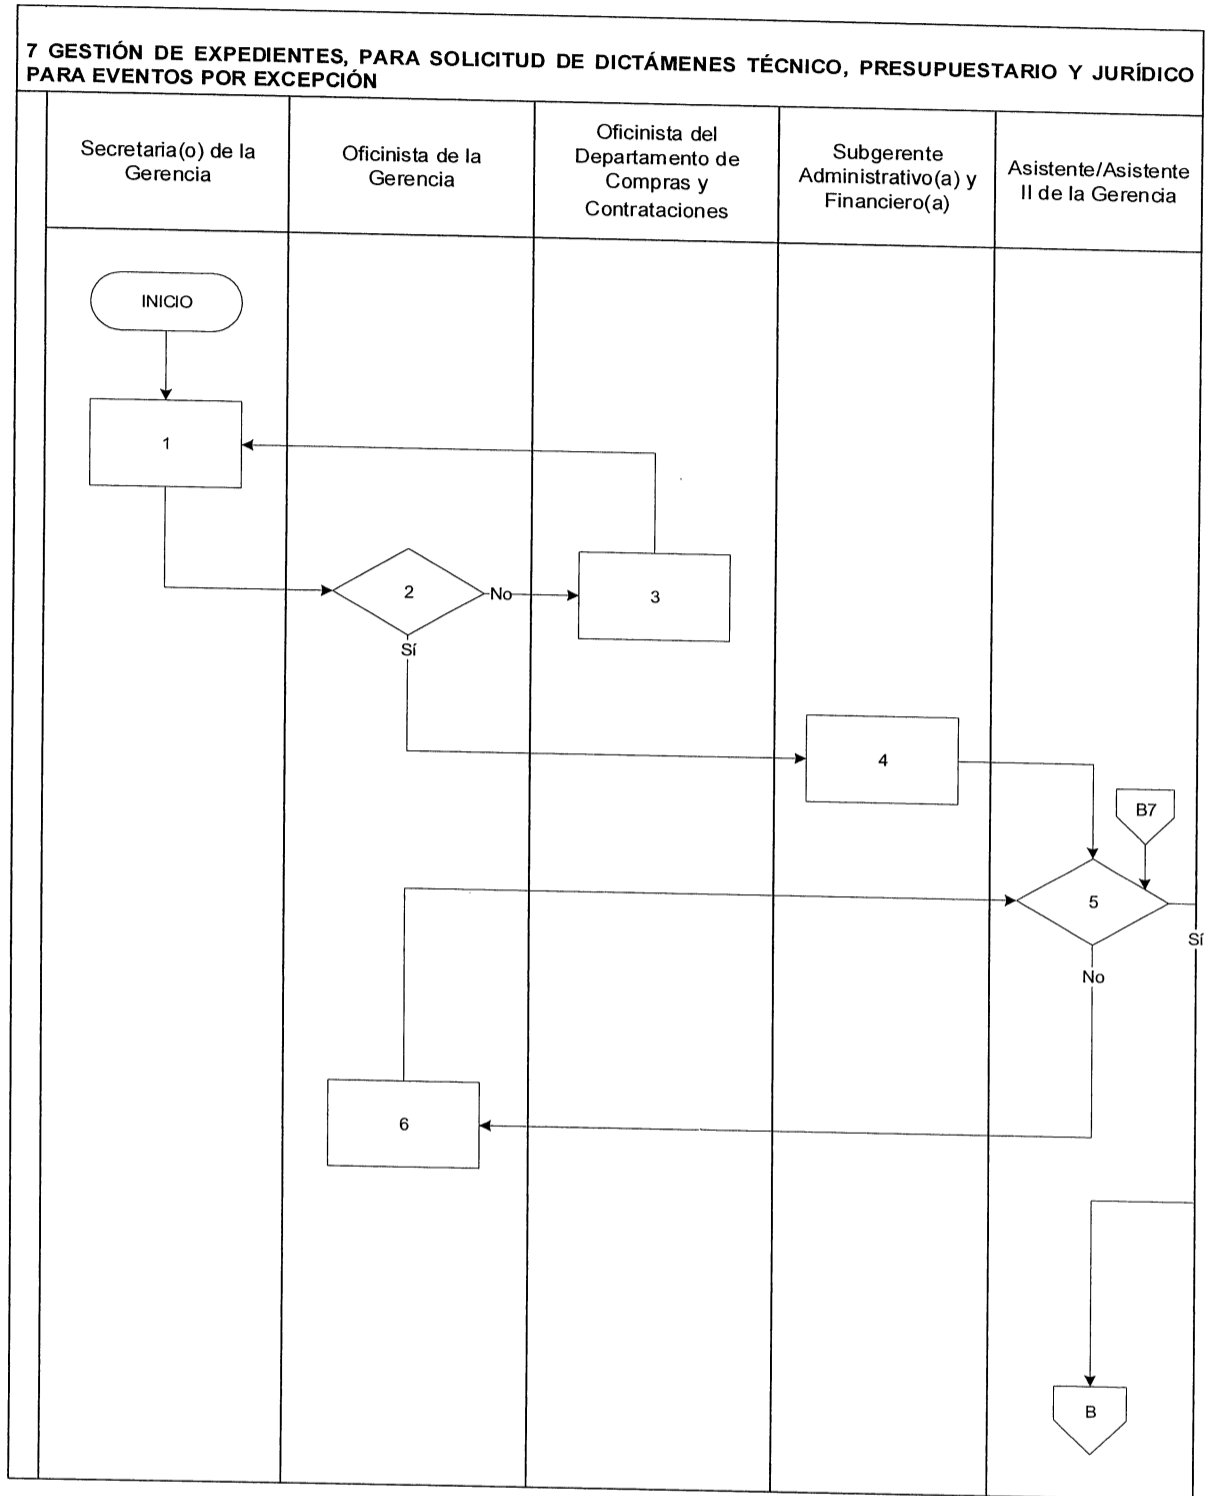 7 GESTIÓN DE EXPEDIENTES, PARA SOLICITUD DE DICTÁMENES TÉCNICO, PRESUPUESTARIO Y JURÍDICO
PARA EVENTOS POR EXCEPCIÓN
Secretaria(o) de la
Gerencia
Oficinista de la
Gerencia
Oficinista del
Departamento de
Compras y
Contrataciones
Subgerente
Administrativo(a) y
Financiero(a)
Asistente/Asistente
II de la Gerencia
INICIO
1
2
No
3
Sí
4
B7
5
Sí
No
6
B